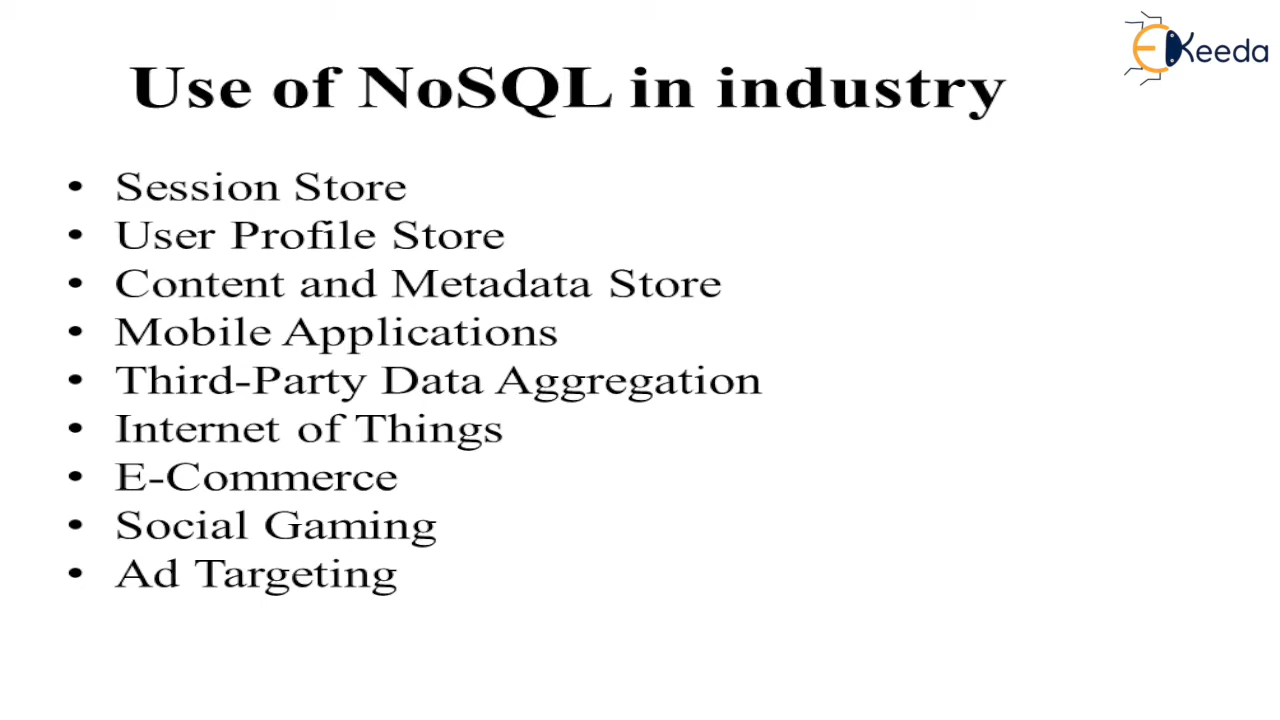 EKeeda
Use of NoSQL in industry
• Session Store
• User Profile Store
• Content and Metadata Store
• Mobile Applications
• Third-Party Data Aggregation
• Internet of Things
• E-Commerce
• Social Gaming
• Ad Targeting